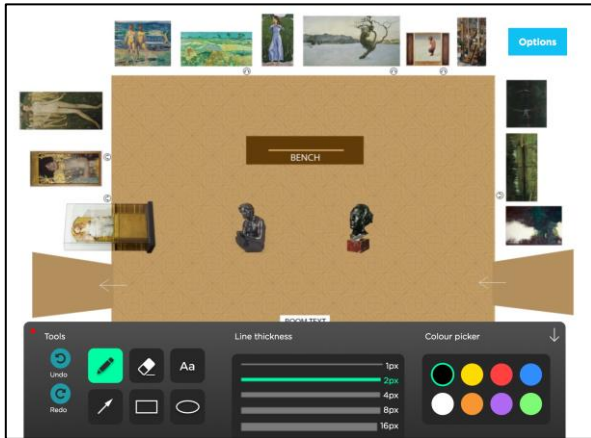 Options
BENCH
ROOM TEXT
Tools
Undo
Redo
Aa
Line thickness
1px
2px
4px
8px
16px
Colour picker